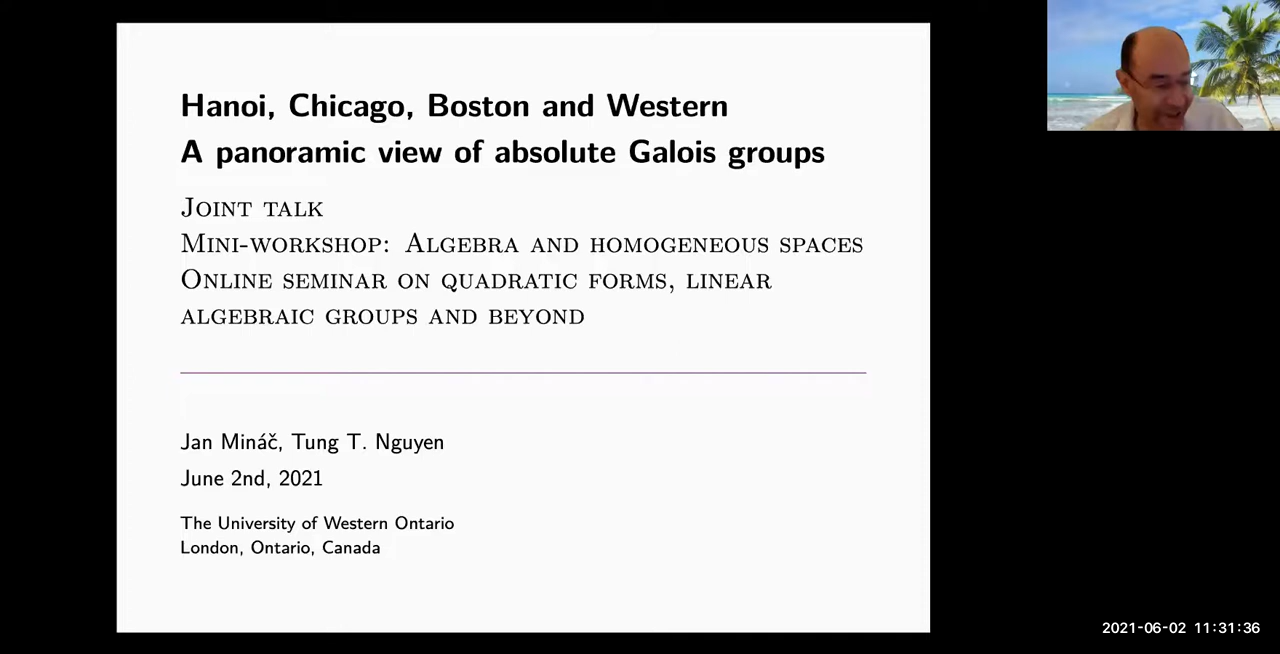 Hanoi, Chicago, Boston and Western
A panoramic view of absolute Galois groups
Joint talk
Mini-workshop: Algebra and homogeneous spaces
Online seminar on quadratic forms, linear
algebraic groups and beyond
Jan Mináč, Tung T. Nguyen
June 2nd, 2021
The University of Western Ontario
London, Ontario, Canada
2021-06-02 11:31:36